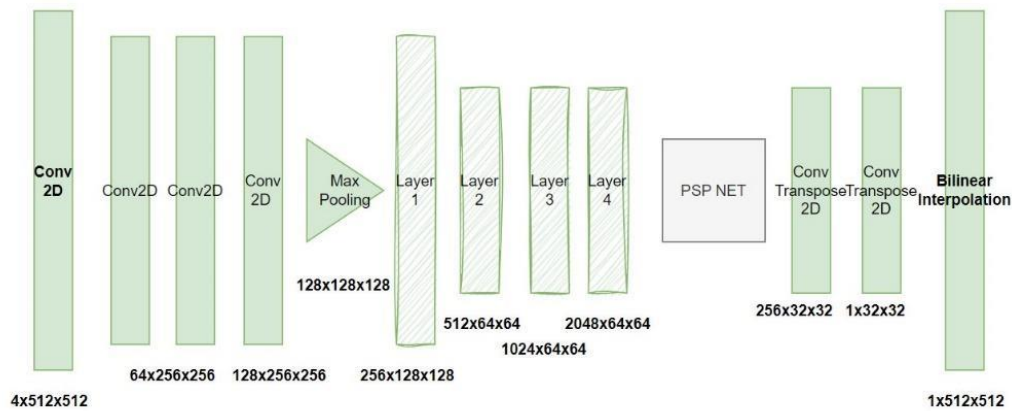 Conv
2D
Conv2D
Conv2D
Conv
2D
Max
Pooling
Layer
1
Layer
2
Layer
3
Layer
4
PSP NET
Conv
Transpose
2D
Conv
Transpose
2D
Bilinear
Interpolation
128x128x128
256x32x32
1x32x32
512x64x64
2048x64x64
1024x64x64
64x256x256
128x256x256
256x128x128
4x512x512
1x512x512